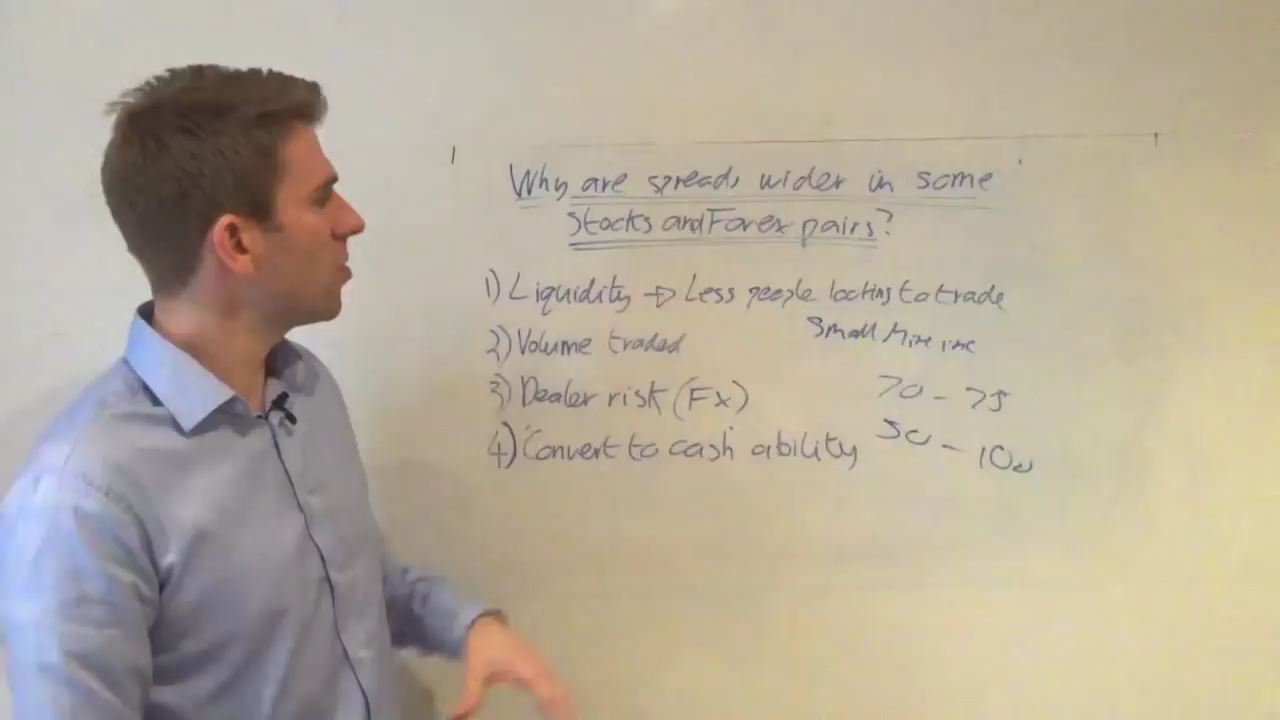 Why are spreads wider in some
Stocks and Forex pairs?
1) Liquidity → Less people looking to trade
Small Mine inc
2) Volume traded
3) Dealer risk (Fx)
70 - 75
4) Convert to cash ability
50 - 100